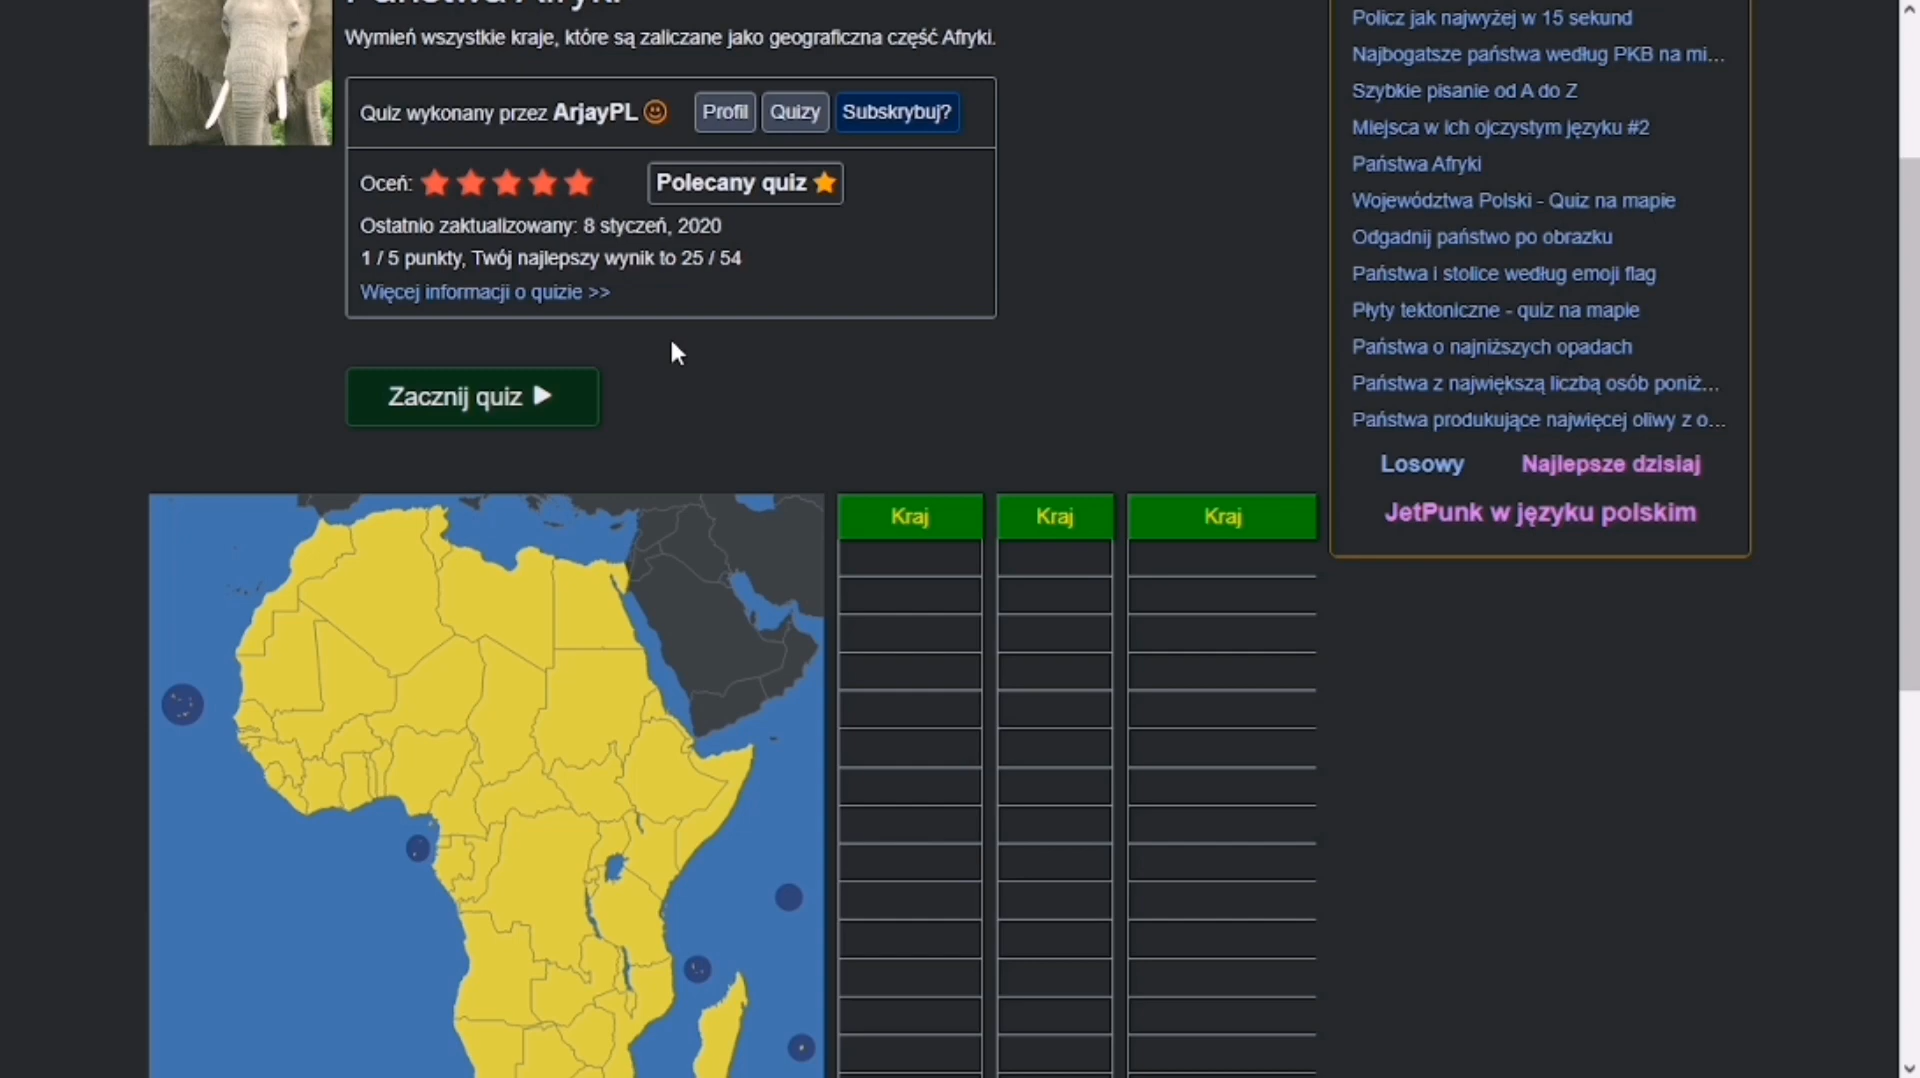 Państwa Afryki
Wymień wszystkie kraje, które są zaliczane jako geograficzna część Afryki.
Quiz wykonany przez ArjayPL Profil Quizy Subskrybuj?
Oceń: Polecany quiz
Ostatnio zaktualizowany: 8 styczeń, 2020
1 / 5 punkty, Twój najlepszy wynik to 25 / 54
Więcej informacji o quizie >>
Zacznij quiz
Kraj Kraj Kraj
Policz jak najwyżej w 15 sekund
Najbogatsze państwa według PKB na mi...
Szybkie pisanie od A do Z
Miejsca w ich ojczystym języku #2
Państwa Afryki
Województwa Polski - Quiz na mapie
Odgadnij państwo po obrazku
Państwa i stolice według emoji flag
Płyty tektoniczne - quiz na mapie
Państwa o najniższych opadach
Państwa z największą liczbą osób poniż...
Państwa produkujące najwięcej oliwy z o...
Losowy Najlepsze dzisiaj
JetPunk w języku polskim